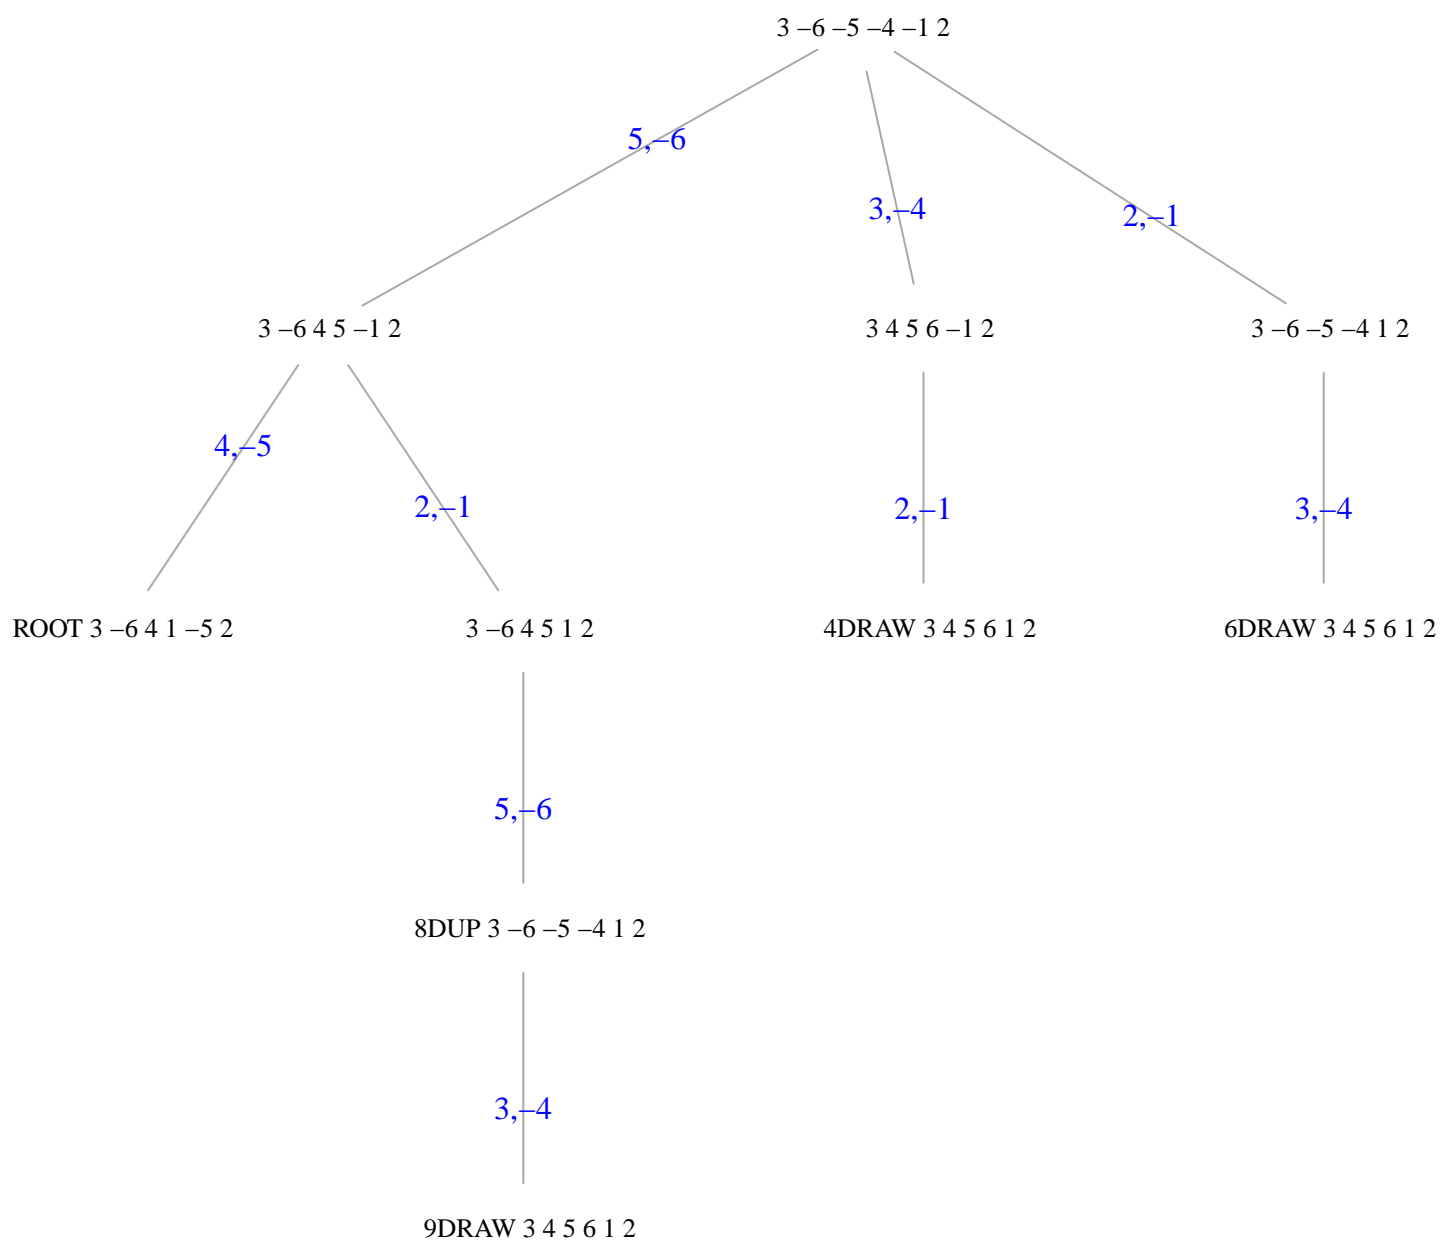 3 –6 –5 –4 –1 2
5,–6
3,–4
2,–1
3 –6 4 5 –1 2
3 4 5 6 –1 2
3 –6 –5 –4 1 2
4,–5
2,–1
2,–1
3,–4
ROOT 3 –6 4 1 –5 2
3 –6 4 5 1 2
4DRAW 3 4 5 6 1 2
6DRAW 3 4 5 6 1 2
5,–6
8DUP 3 –6 –5 –4 1 2
3,–4
9DRAW 3 4 5 6 1 2